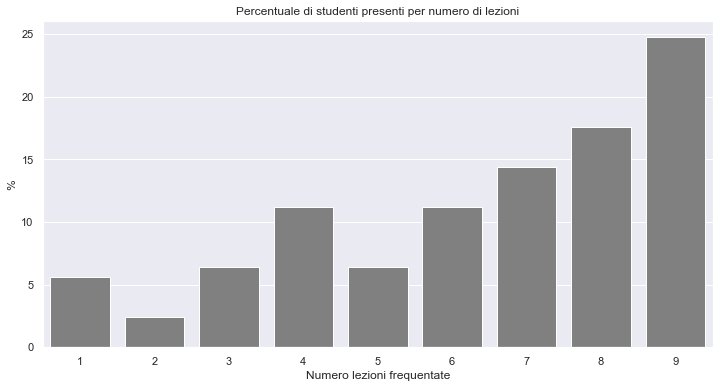 Percentuale di studenti presenti per numero di lezioni
25
20
15
10
5
0
%
1 2 3 4 5 6 7 8 9
Numero lezioni frequentate